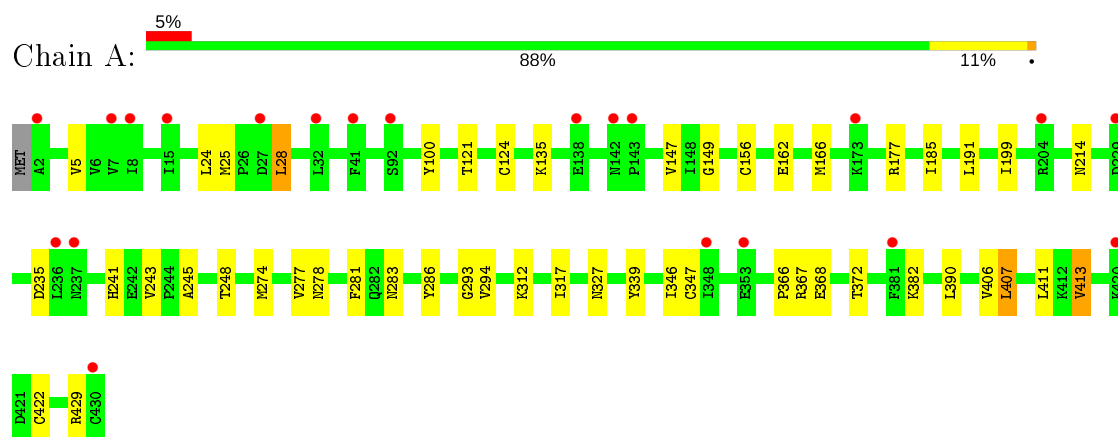 5%
Chain A:
88% 11% •
MET A2 V5 V6 V7 I8 I15 L24 M25 P26 D27 L28 L32 F41 S92 Y100 T121 C124 K135 E138 N142 P143 V147 I148 G149 C156 E162 M166 K173 R177 I185 L191 I199 R204 N214
D235 L236 N237 H241 E242 V243 P244 A245 T248 M274 V277 N278 F281 Q282 N283 Y286 G293 V294 K312 I317 N327 Y339 I346 C347 I348 E353 P366 R367 E368 T372 F381 K382 L390 V406 L407 L411 K412 V413
D421 C422 R429 C430